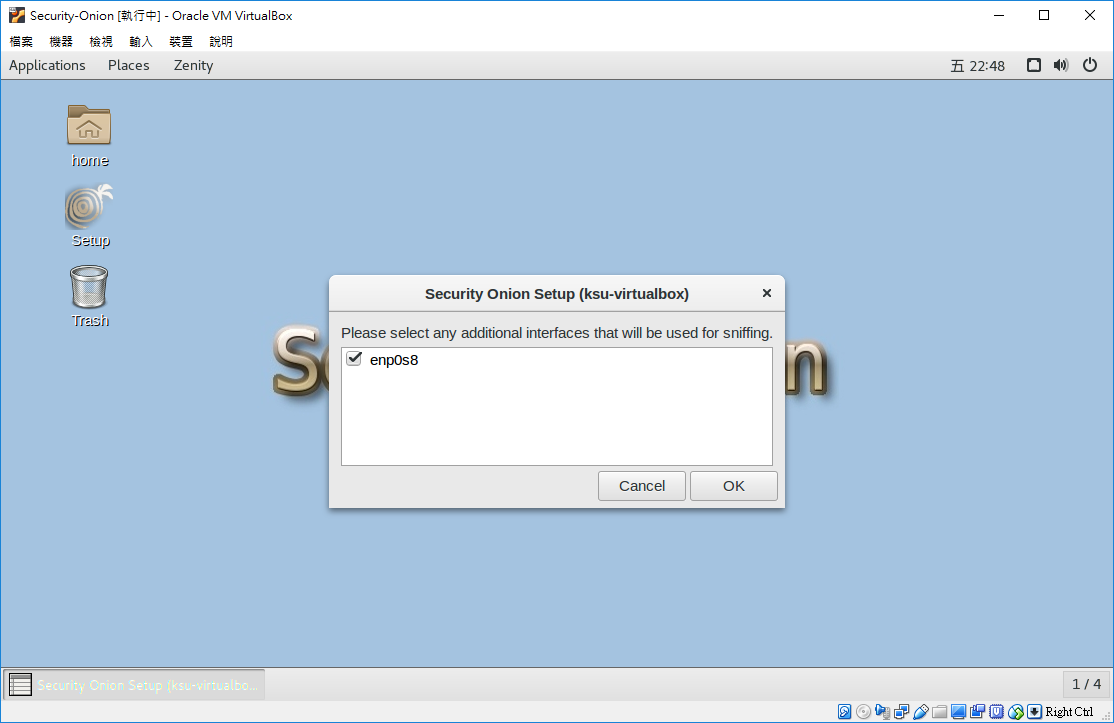 Security-Onion [執行中] - Oracle VM VirtualBox
檔案 機器 檢視 輸入 裝置 說明
Applications Places Zenity 五 22:48
home
Setup
Trash
Security Onion Setup (ksu-virtualbox)
Please select any additional interfaces that will be used for sniffing.
enp0s8
S n
Cancel OK
Security Onion Setup (ksu-virtualbo...
1 / 4
Right Ctrl